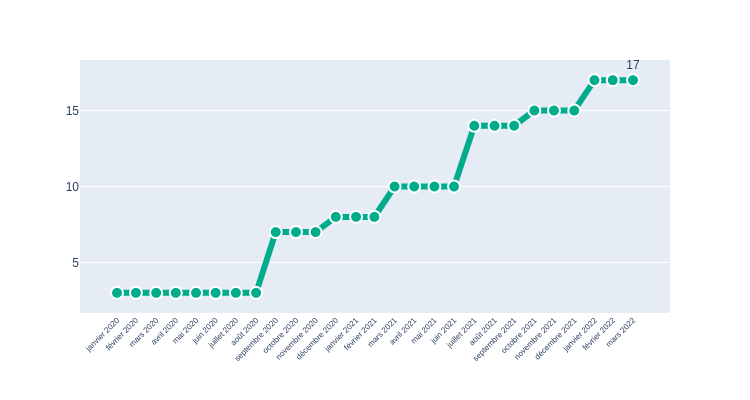 17
15
10
5
janvier 2020
février 2020
mars 2020
avril 2020
mai 2020
juin 2020
juillet 2020
août 2020
septembre 2020
octobre 2020
novembre 2020
décembre 2020
janvier 2021
février 2021
mars 2021
avril 2021
mai 2021
juin 2021
juillet 2021
août 2021
septembre 2021
octobre 2021
novembre 2021
décembre 2021
janvier 2022
février 2022
mars 2022